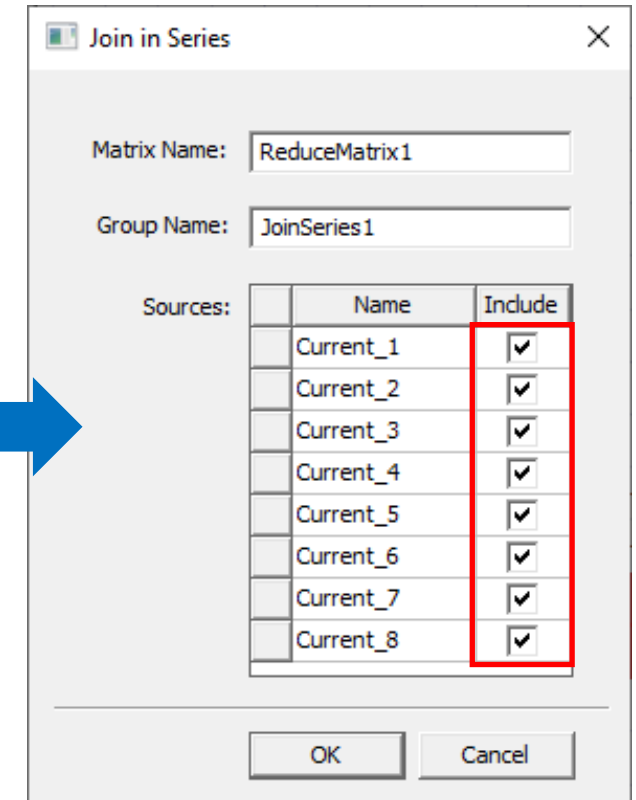 Join in Series
Matrix Name: ReduceMatrix1
Group Name: JoinSeries1
Sources: Name Include
Current_1
Current_2
Current_3
Current_4
Current_5
Current_6
Current_7
Current_8
OK Cancel